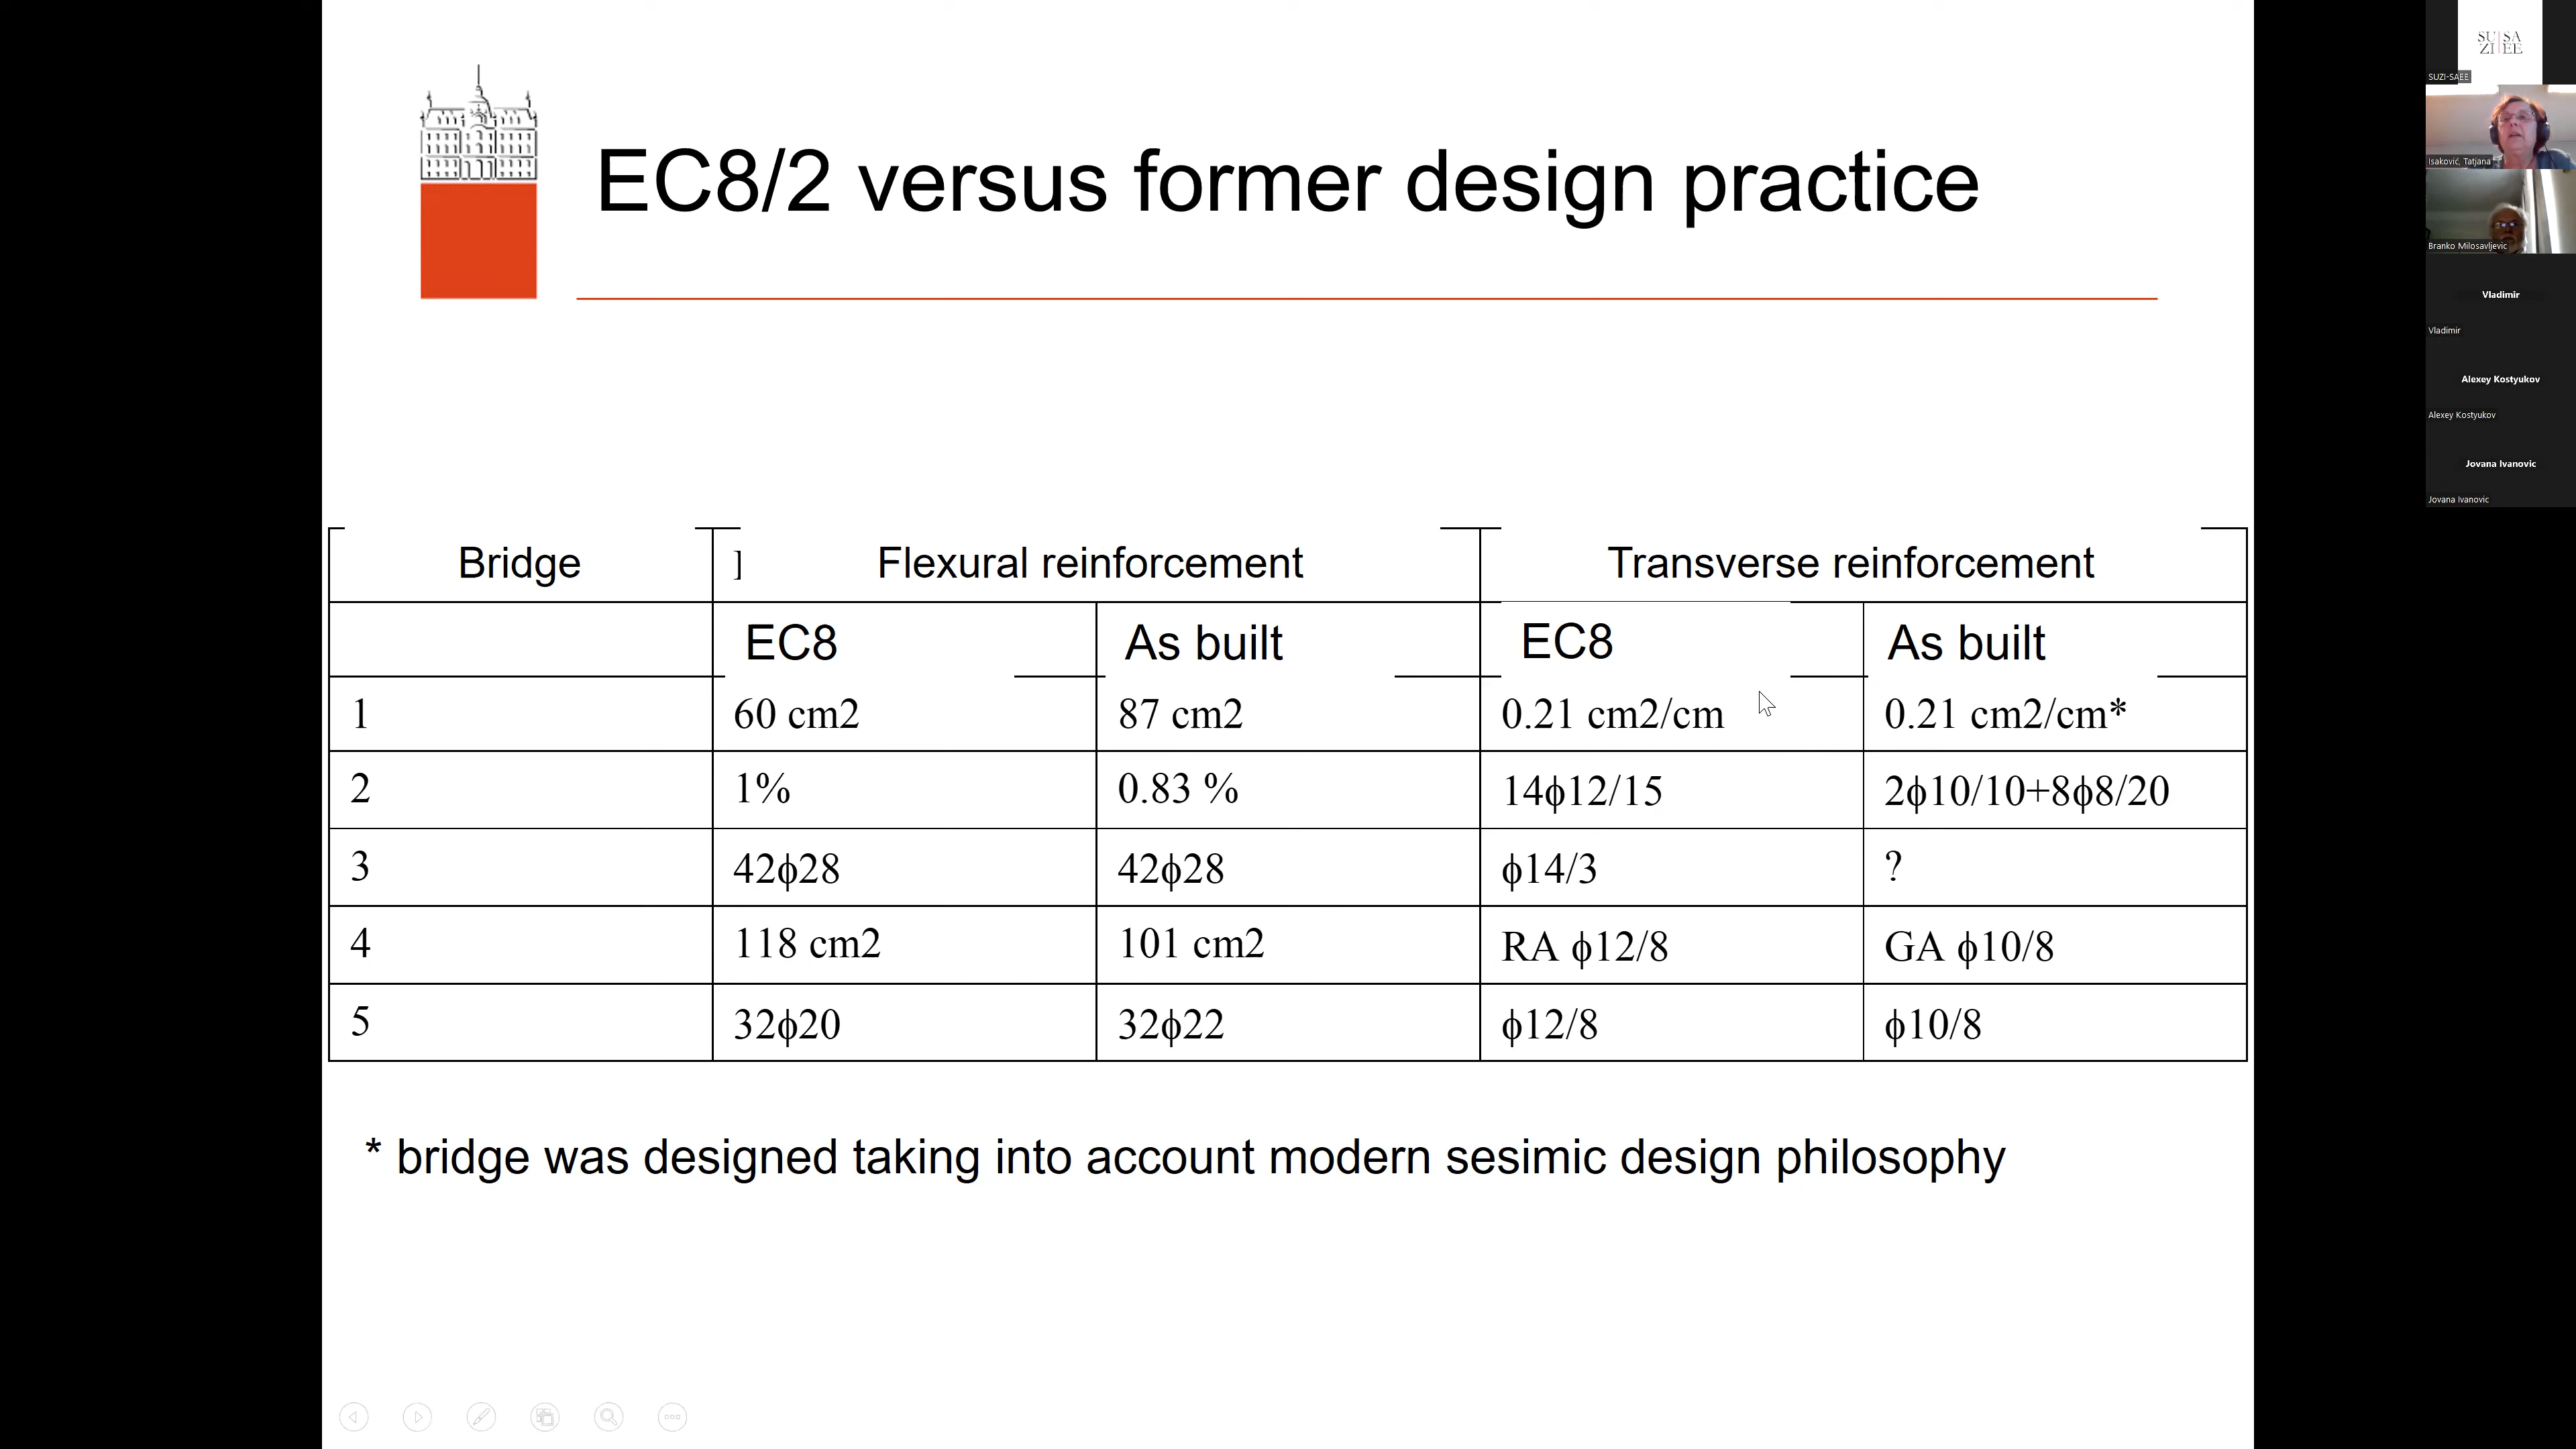 EC8/2 versus former design practice
Bridge ] Flexural reinforcement Transverse reinforcement
EC8 As built EC8 As built
1 60 cm2 87 cm2 0.21 cm2/cm 0.21 cm2/cm*
2 1% 0.83 % 14ϕ12/15 2ϕ10/10+8ϕ8/20
3 42ϕ28 42ϕ28 ϕ14/3 ?
4 118 cm2 101 cm2 RA ϕ12/8 GA ϕ10/8
5 32ϕ20 32ϕ22 ϕ12/8 ϕ10/8
* bridge was designed taking into account modern sesimic design philosophy
SU SA
ZI EE
SUZI-SAEE
Isaković, Tatjana
Branko Milosavljevic
Vladimir
Vladimir
Alexey Kostyukov
Alexey Kostyukov
Jovana Ivanovic
Jovana Ivanovic